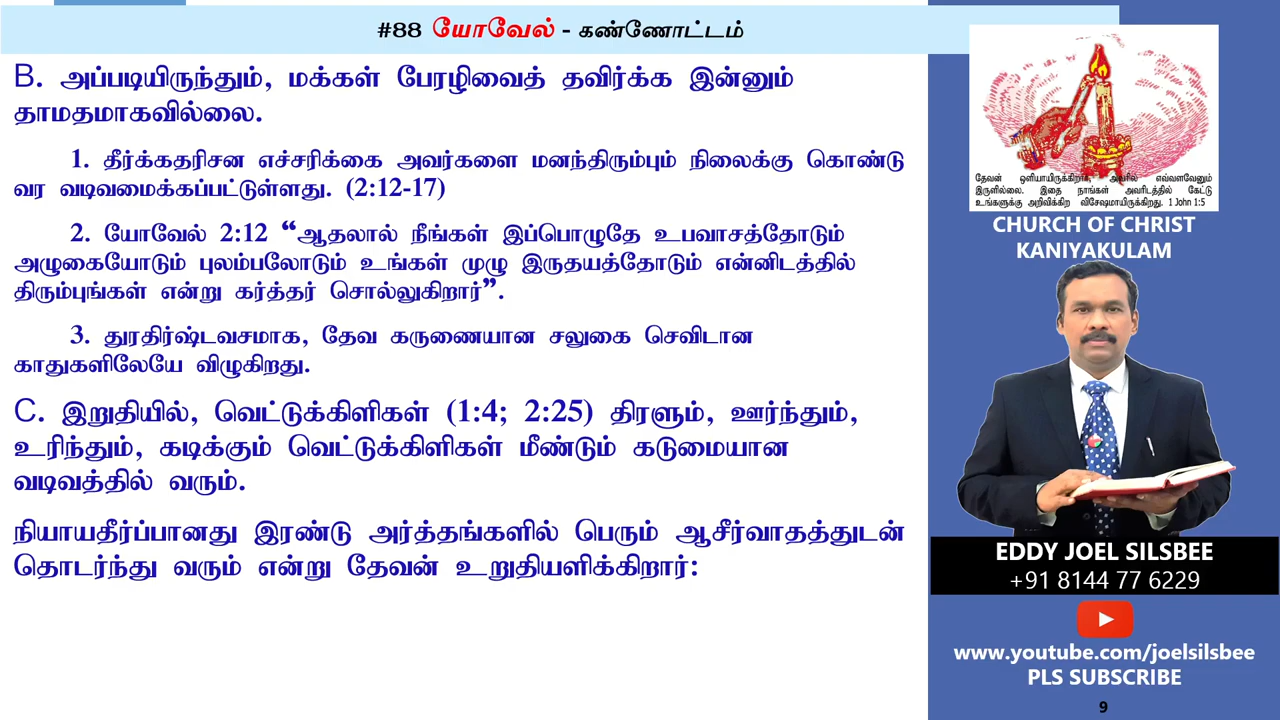 #88 யோவேல் - கண்ணோட்டம்
B. அப்படியிருந்தும், மக்கள் பேரழிவைத் தவிர்க்க இன்னும்
தாமதமாகவில்லை.
1. தீர்க்கதரிசன எச்சரிக்கை அவர்களை மனந்திரும்பும் நிலைக்கு கொண்டு
வர வடிவமைக்கப்பட்டுள்ளது. (2:12-17)
2. யோவேல் 2:12 “ஆதலால் நீங்கள் இப்பொழுதே உபவாசத்தோடும்
அழுகையோடும் புலம்பலோடும் உங்கள் முழு இருதயத்தோடும் என்னிடத்தில்
திரும்புங்கள் என்று கர்த்தர் சொல்லுகிறார்”.
3. துரதிர்ஷ்டவசமாக, தேவ கருணையான சலுகை செவிடான
காதுகளிலேயே விழுகிறது.
C. இறுதியில், வெட்டுக்கிளிகள் (1:4; 2:25) திரளும், ஊர்ந்தும்,
உரிந்தும், கடிக்கும் வெட்டுக்கிளிகள் மீண்டும் கடுமையான
வடிவத்தில் வரும்.
நியாயதீர்ப்பானது இரண்டு அர்த்தங்களில் பெரும் ஆசீர்வாதத்துடன்
தொடர்ந்து வரும் என்று தேவன் உறுதியளிக்கிறார்:
தேவன் ஒளியாயிருக்கிறார், அவரில் எவ்வளவேனும்
இருளில்லை. இதை நாங்கள் அவரிடத்தில் கேட்டு
உங்களுக்கு அறிவிக்கிற விசேஷமாயிருக்கிறது. 1 John 1:5
CHURCH OF CHRIST
KANIYAKULAM
EDDY JOEL SILSBEE
+91 8144 77 6229
www.youtube.com/joelsilsbee
PLS SUBSCRIBE
9